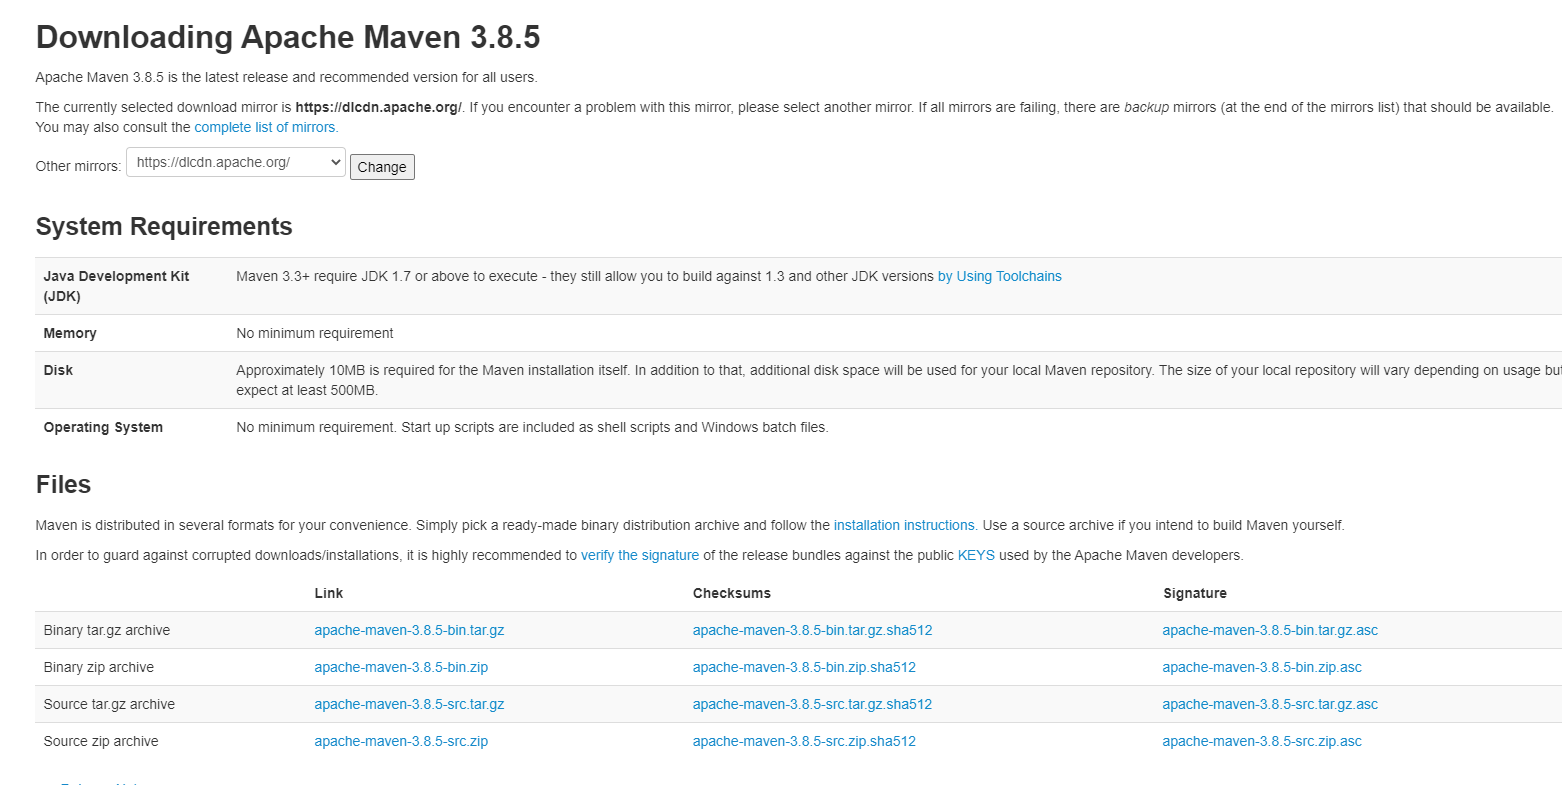 Downloading Apache Maven 3.8.5
Apache Maven 3.8.5 is the latest release and recommended version for all users.
The currently selected download mirror is https://dlcdn.apache.org/. If you encounter a problem with this mirror, please select another mirror. If all mirrors are failing, there are backup mirrors (at the end of the mirrors list) that should be available.
You may also consult the complete list of mirrors.
Other mirrors: https://dlcdn.apache.org/ Change
System Requirements
Java Development Kit Maven 3.3+ require JDK 1.7 or above to execute - they still allow you to build against 1.3 and other JDK versions by Using Toolchains
(JDK)
Memory No minimum requirement
Disk Approximately 10MB is required for the Maven installation itself. In addition to that, additional disk space will be used for your local Maven repository. The size of your local repository will vary depending on usage but
expect at least 500MB.
Operating System No minimum requirement. Start up scripts are included as shell scripts and Windows batch files.
Files
Maven is distributed in several formats for your convenience. Simply pick a ready-made binary distribution archive and follow the installation instructions. Use a source archive if you intend to build Maven yourself.
In order to guard against corrupted downloads/installations, it is highly recommended to verify the signature of the release bundles against the public KEYS used by the Apache Maven developers.
Link Checksums Signature
Binary tar.gz archive apache-maven-3.8.5-bin.tar.gz apache-maven-3.8.5-bin.tar.gz.sha512 apache-maven-3.8.5-bin.tar.gz.asc
Binary zip archive apache-maven-3.8.5-bin.zip apache-maven-3.8.5-bin.zip.sha512 apache-maven-3.8.5-bin.zip.asc
Source tar.gz archive apache-maven-3.8.5-src.tar.gz apache-maven-3.8.5-src.tar.gz.sha512 apache-maven-3.8.5-src.tar.gz.asc
Source zip archive apache-maven-3.8.5-src.zip apache-maven-3.8.5-src.zip.sha512 apache-maven-3.8.5-src.zip.asc